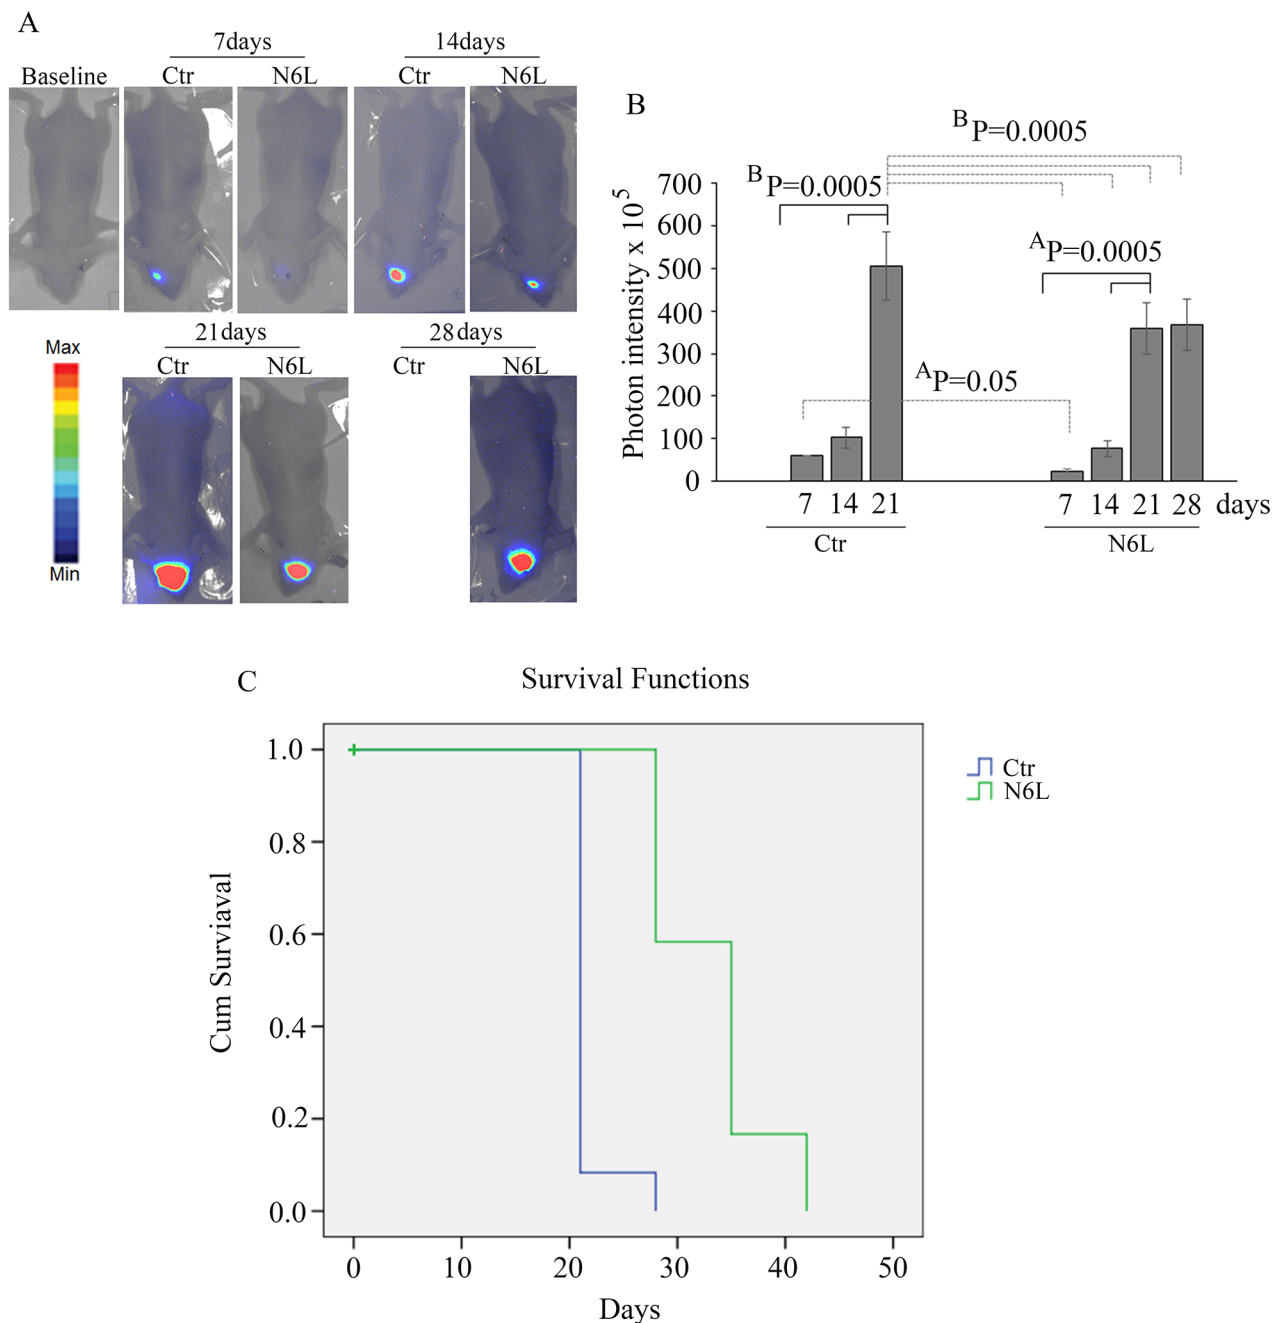 A
7days
14days
Baseline
Ctr
N6L
Ctr
N6L
21days
28days
Max
Ctr
N6L
Ctr
N6L
Min
B
BP=0.0005
BP=0.0005
AP=0.0005
AP=0.05
Photon intensity x 105
700
600
500
400
300
200
100
0
7 14 21
7 14 21 28 days
Ctr
N6L
C
Survival Functions
Cum Surviaval
1.0
0.8
0.6
0.4
0.2
0.0
0 10 20 30 40 50
Days
Ctr
N6L